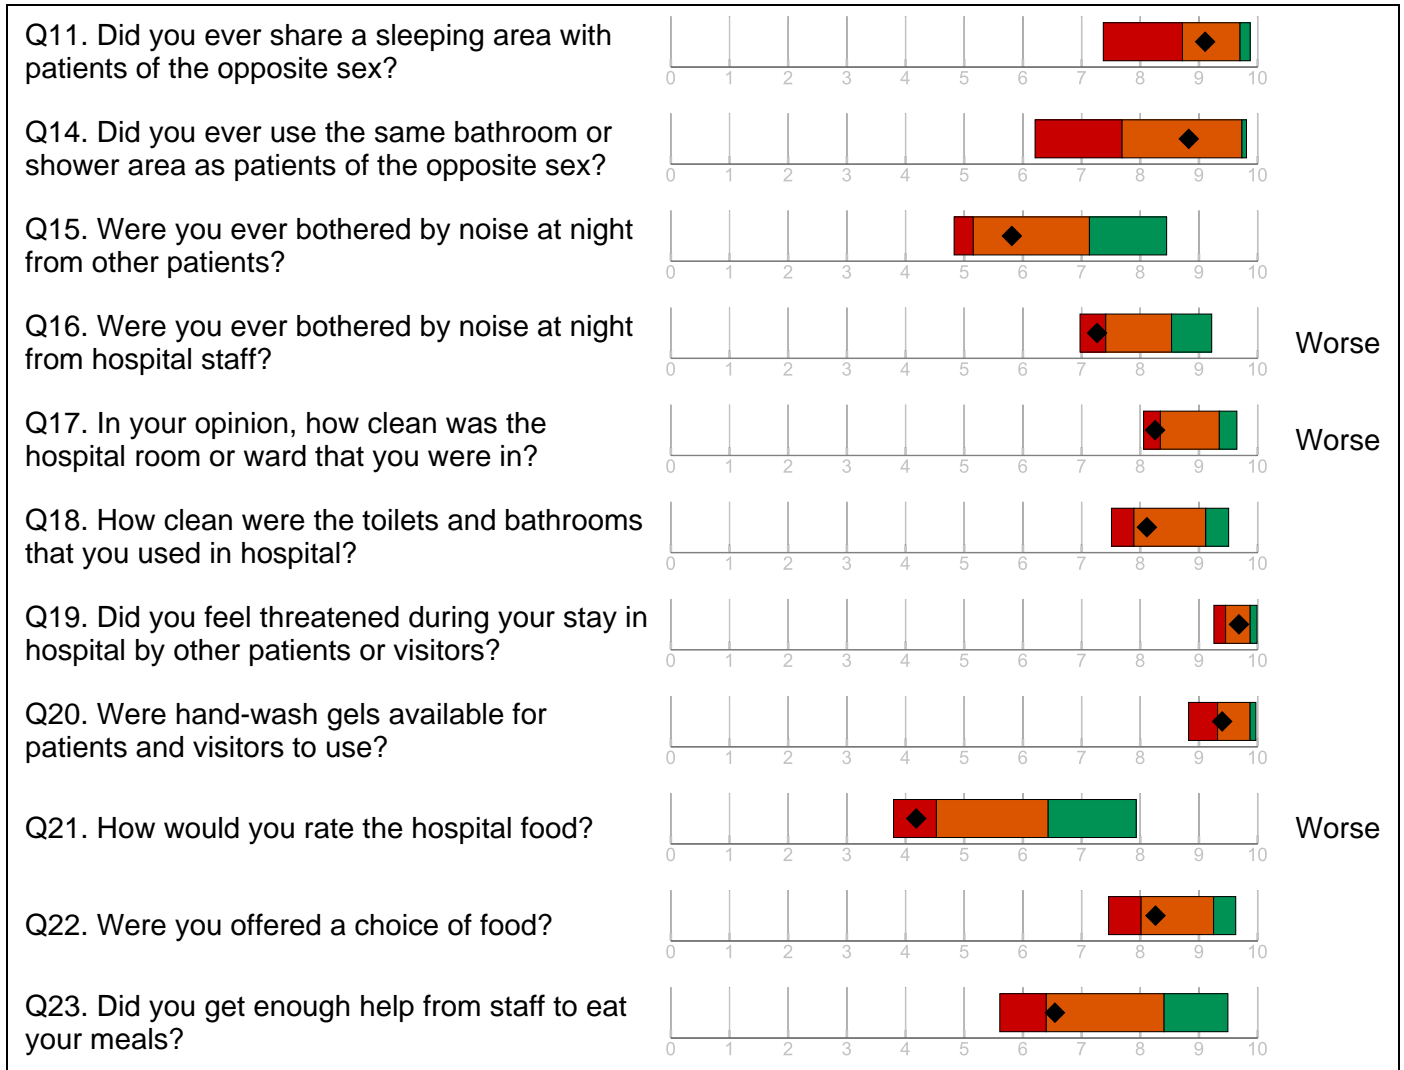 Q11. Did you ever share a sleeping area with
patients of the opposite sex?
0 1 2 3 4 5 6 7 8 9 10
Q14. Did you ever use the same bathroom or
shower area as patients of the opposite sex?
0 1 2 3 4 5 6 7 8 9 10
Q15. Were you ever bothered by noise at night
from other patients?
0 1 2 3 4 5 6 7 8 9 10
Q16. Were you ever bothered by noise at night
from hospital staff?
Worse
0 1 2 3 4 5 6 7 8 9 10
Q17. In your opinion, how clean was the
hospital room or ward that you were in?
Worse
0 1 2 3 4 5 6 7 8 9 10
Q18. How clean were the toilets and bathrooms
that you used in hospital?
0 1 2 3 4 5 6 7 8 9 10
Q19. Did you feel threatened during your stay in
hospital by other patients or visitors?
0 1 2 3 4 5 6 7 8 9 10
Q20. Were hand-wash gels available for
patients and visitors to use?
0 1 2 3 4 5 6 7 8 9 10
Q21. How would you rate the hospital food?
Worse
0 1 2 3 4 5 6 7 8 9 10
Q22. Were you offered a choice of food?
0 1 2 3 4 5 6 7 8 9 10
Q23. Did you get enough help from staff to eat
your meals?
0 1 2 3 4 5 6 7 8 9 10